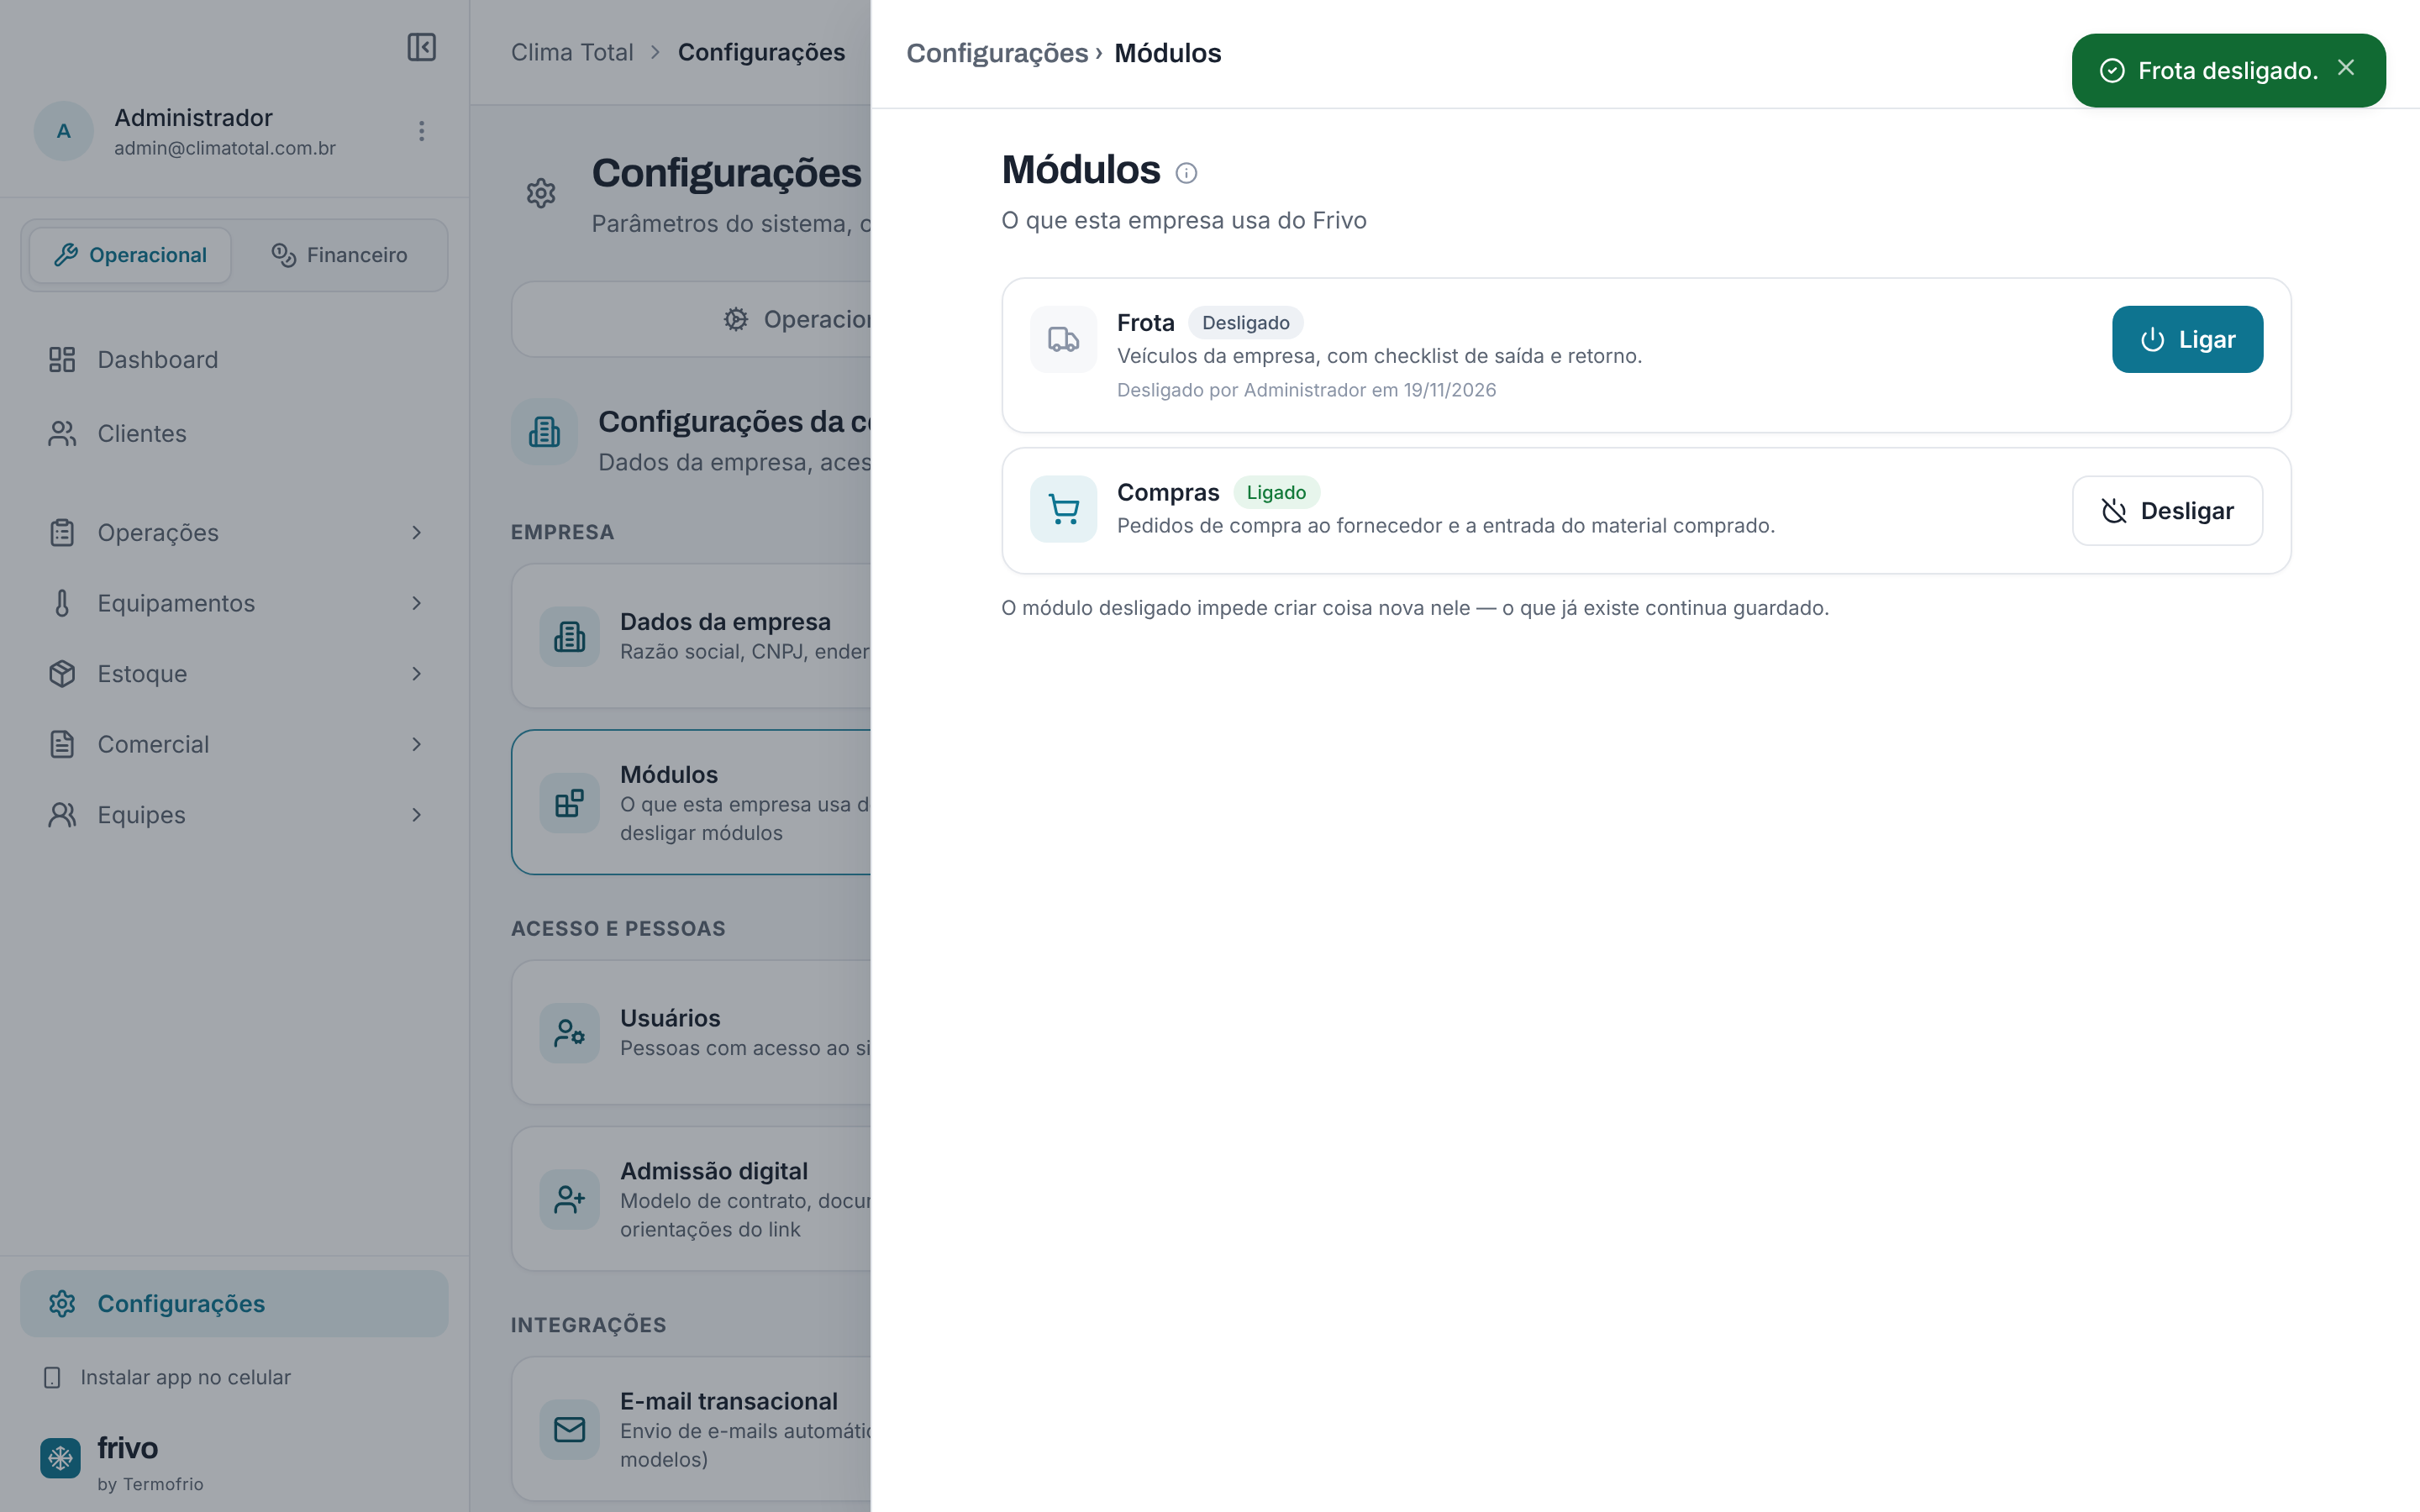 A
Administrador
admin@climatotal.com.br
Operacional
Financeiro
Dashboard
Clientes
Operações
Equipamentos
Estoque
Comercial
Equipes
Configurações
Instalar app no celular
frivo
by Termofrio
Clima Total > Configurações
Configurações
Parâmetros do sistema,
Operacion
Configurações da
Dados da empresa, aces
EMPRESA
Dados da empresa
Razão social, CNPJ, ender
Módulos
O que esta empresa usa d
desligar módulos
ACESSO E PESSOAS
Usuários
Pessoas com acesso ao si
Admissão digital
Modelo de contrato, docur
orientações do link
INTEGRAÇÕES
E-mail transacional
Envio de e-mails automátic
modelos)
Configurações › Módulos
Frota desligado.
Módulos
O que esta empresa usa do Frivo
Frota Desligado
Veículos da empresa, com checklist de saída e retorno.
Desligado por Administrador em 19/11/2026
Ligar
Compras Ligado
Pedidos de compra ao fornecedor e a entrada do material comprado.
Desligar
O módulo desligado impede criar coisa nova nele — o que já existe continua guardado.